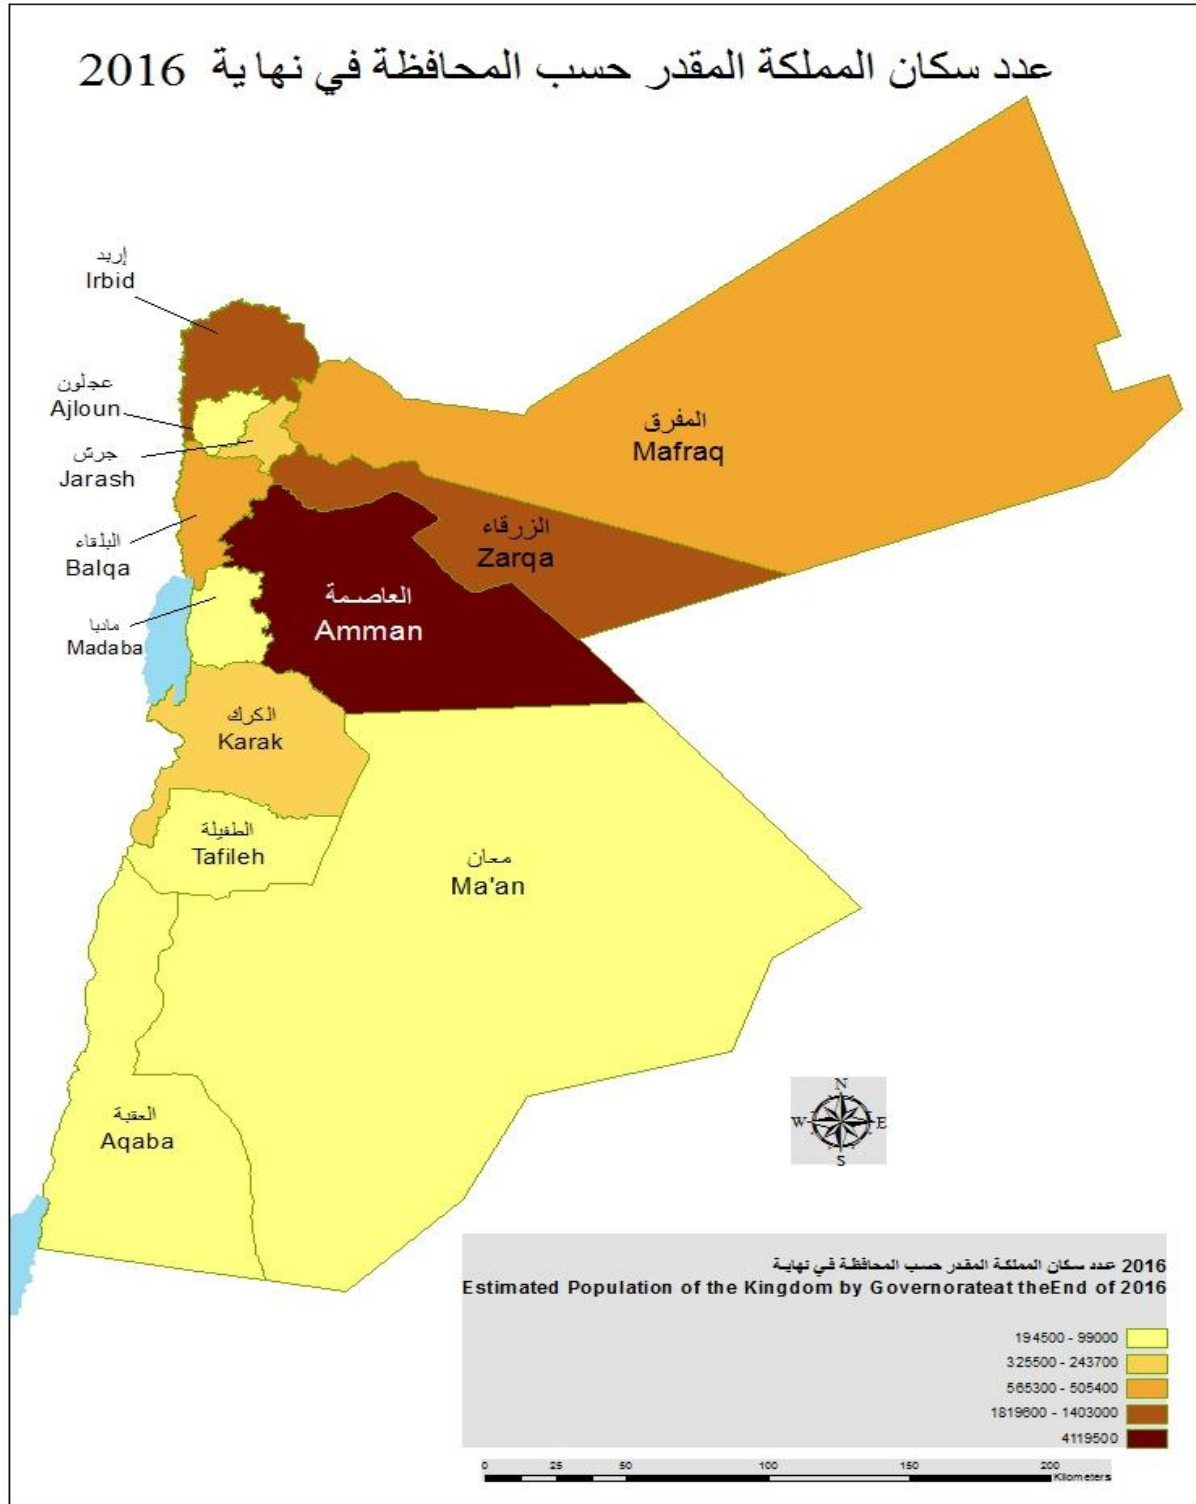 عدد سكان المملكة المقدر حسب المحافظة في نهاية 2016
إربد
Irbid
عجلون
Ajloun
جرش
Jarash
البلقاء
Balqa
مادبا
Madaba
المفرق
Mafraq
الزرقاء
Zarqa
العاصمة
Amman
الكرك
Karak
الطفيلة
Tafileh
معان
Ma'an
العقبة
Aqaba
N
W E
S
2016 عدد سكان المملكة المقدر حسب المحافظة في نهاية
Estimated Population of the Kingdom by Governorateat theEnd of 2016
194500 - 99000
325500 - 243700
565300 - 505400
1819600 - 1403000
4119500
0 25 50 100 150 200
Kilometers